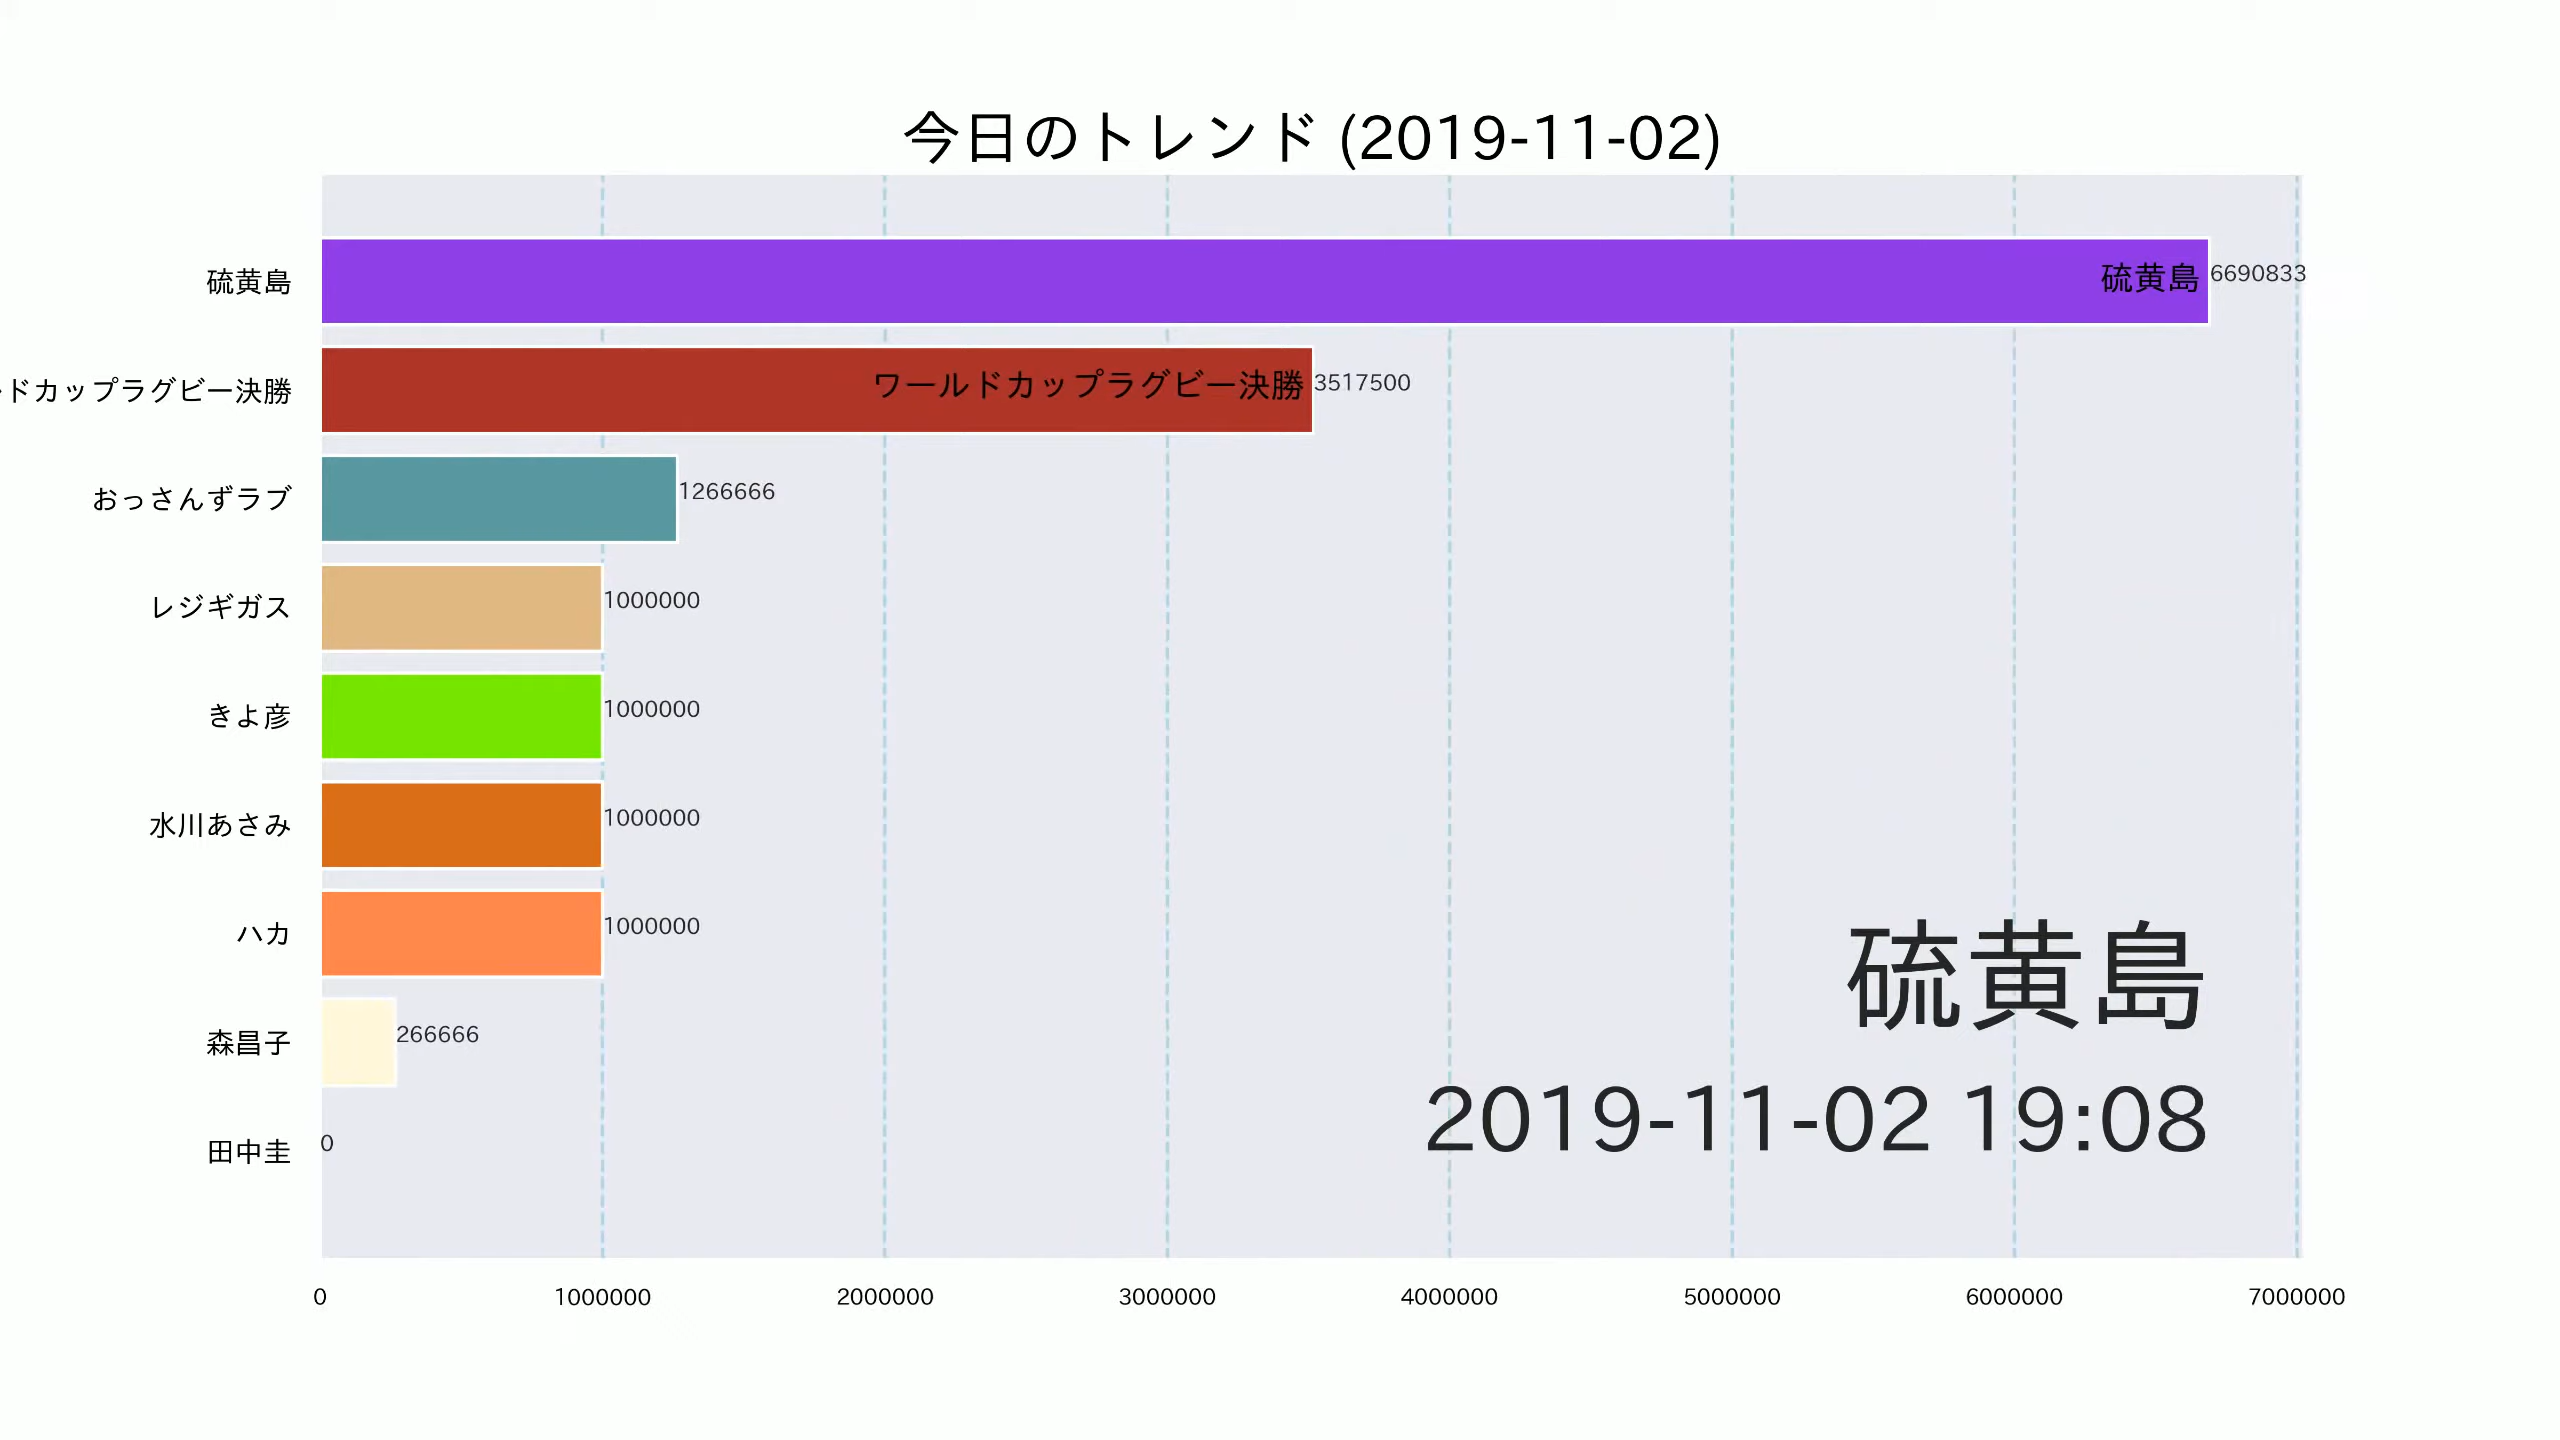 今日のトレンド (2019-11-02)
硫黄島 硫黄島 6690833
ドカップラグビー決勝 ワールドカップラグビー決勝 3517500
おっさんずラブ 1266666
レジギガス 1000000
きよ彦 1000000
水川あさみ 1000000
ハカ 1000000
森昌子 266666
田中圭 0
硫黄島
2019-11-02 19:08
0 1000000 2000000 3000000 4000000 5000000 6000000 7000000